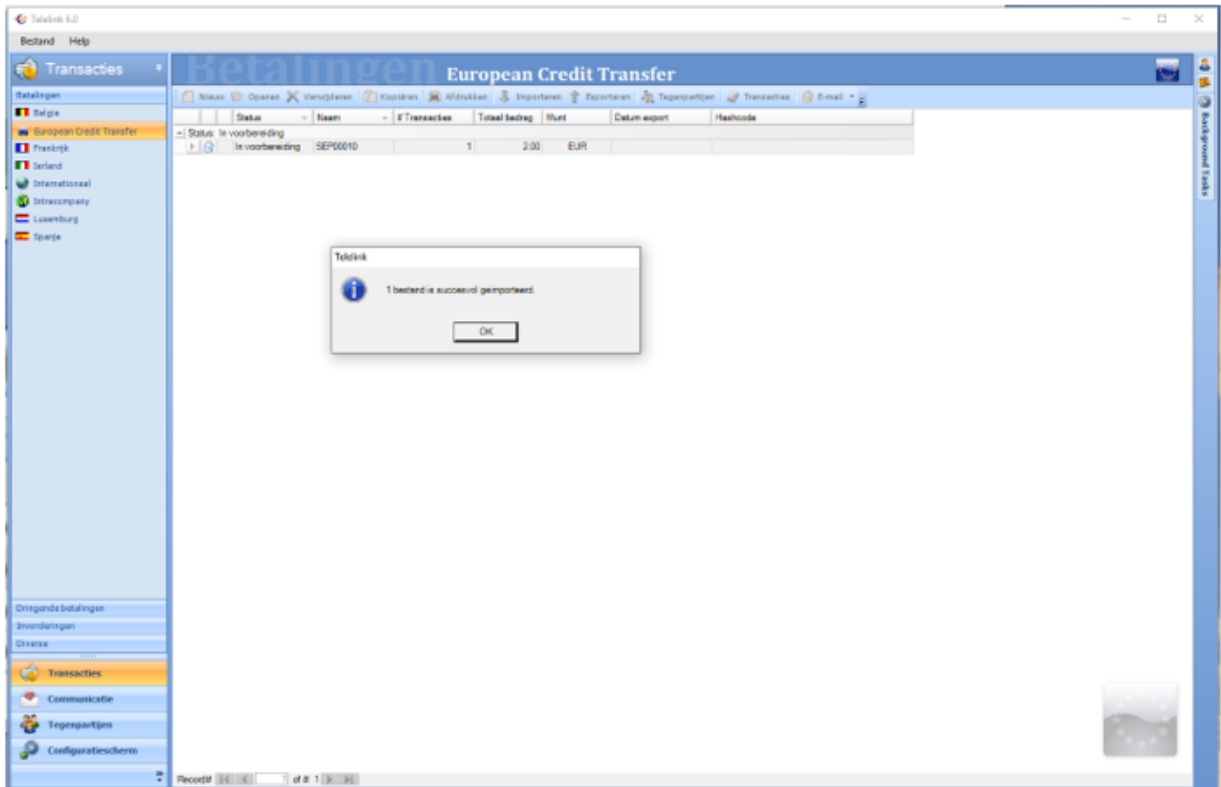 Telelink 6.0
Bestand Help
Transacties
Betalingen
European Credit Transfer
Betalingen
Nieuw Openen Verwijderen Kopiëren Afdrukken Importeren Exporteren Tegenpartijen Transacties E-mail
België
European Credit Transfer
Frankrijk
Ierland
Internationaal
Intracompany
Luxemburg
Spanje
Status Naam # Transacties Totaal bedrag Munt Datum export Hashcode
Status: In voorbereiding
In voorbereiding SEP00010 1 2.00 EUR
Background Tasks
Telelink
1 bestand is succesvol geïmporteerd.
OK
Dringende betalingen
Invorderingen
Diverse
Transacties
Communicatie
Tegenpartijen
Configuratiescherm
Record# 1 of # 1